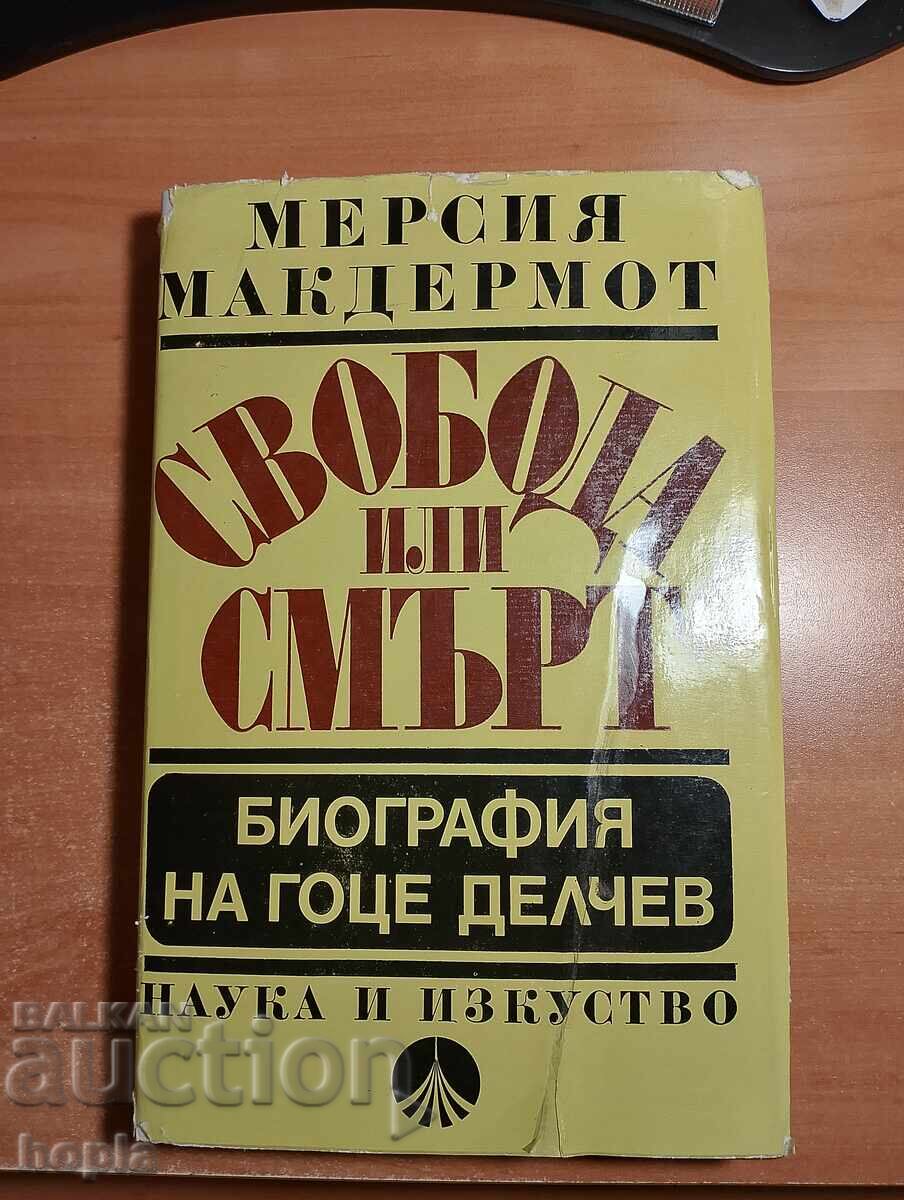 МЕРСИЯ
МАКДЕРМОТ
СВОБОДА
ИЛИ
СМЪРТ
БИОГРАФИЯ
НА ГОЦЕ ДЕЛЧЕВ
НАУКА И ИЗКУСТВО
BALKAN
auction
hopla